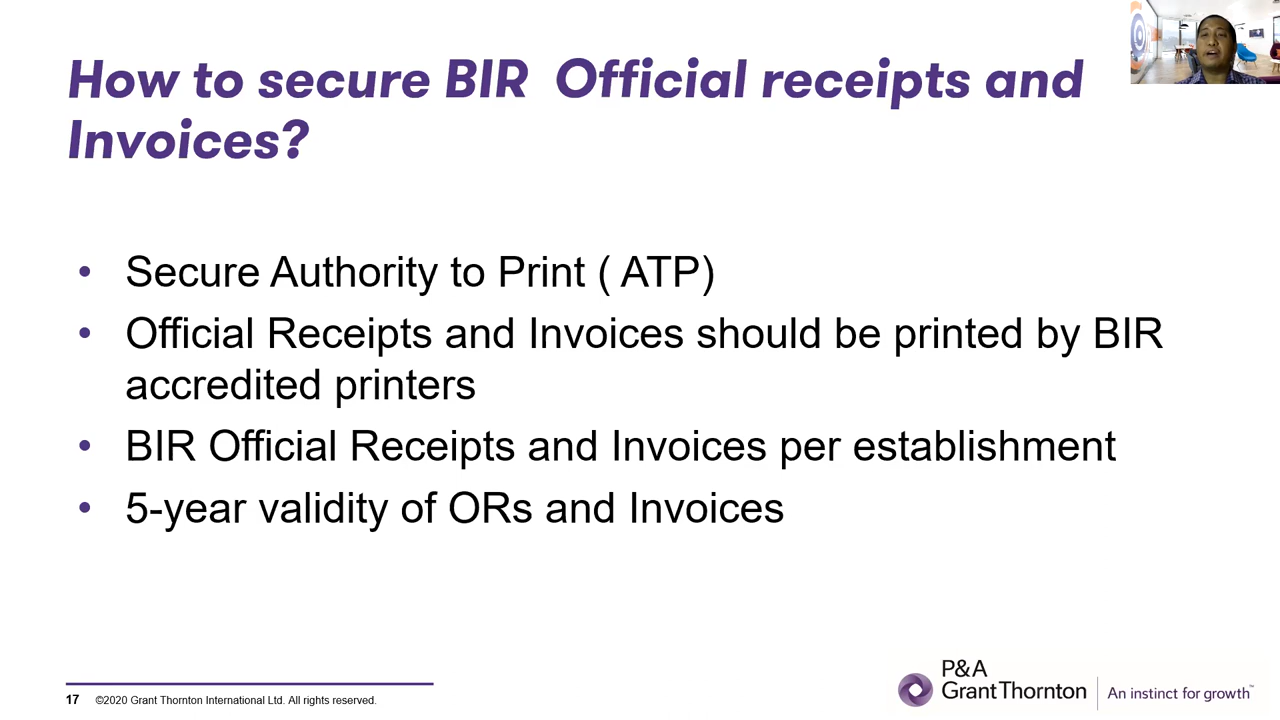 How to secure BIR Official receipts and
Invoices?
• Secure Authority to Print ( ATP)
• Official Receipts and Invoices should be printed by BIR
accredited printers
• BIR Official Receipts and Invoices per establishment
• 5-year validity of ORs and Invoices
17 ©2020 Grant Thornton International Ltd. All rights reserved.
P&A
Grant Thornton
An instinct for growth™